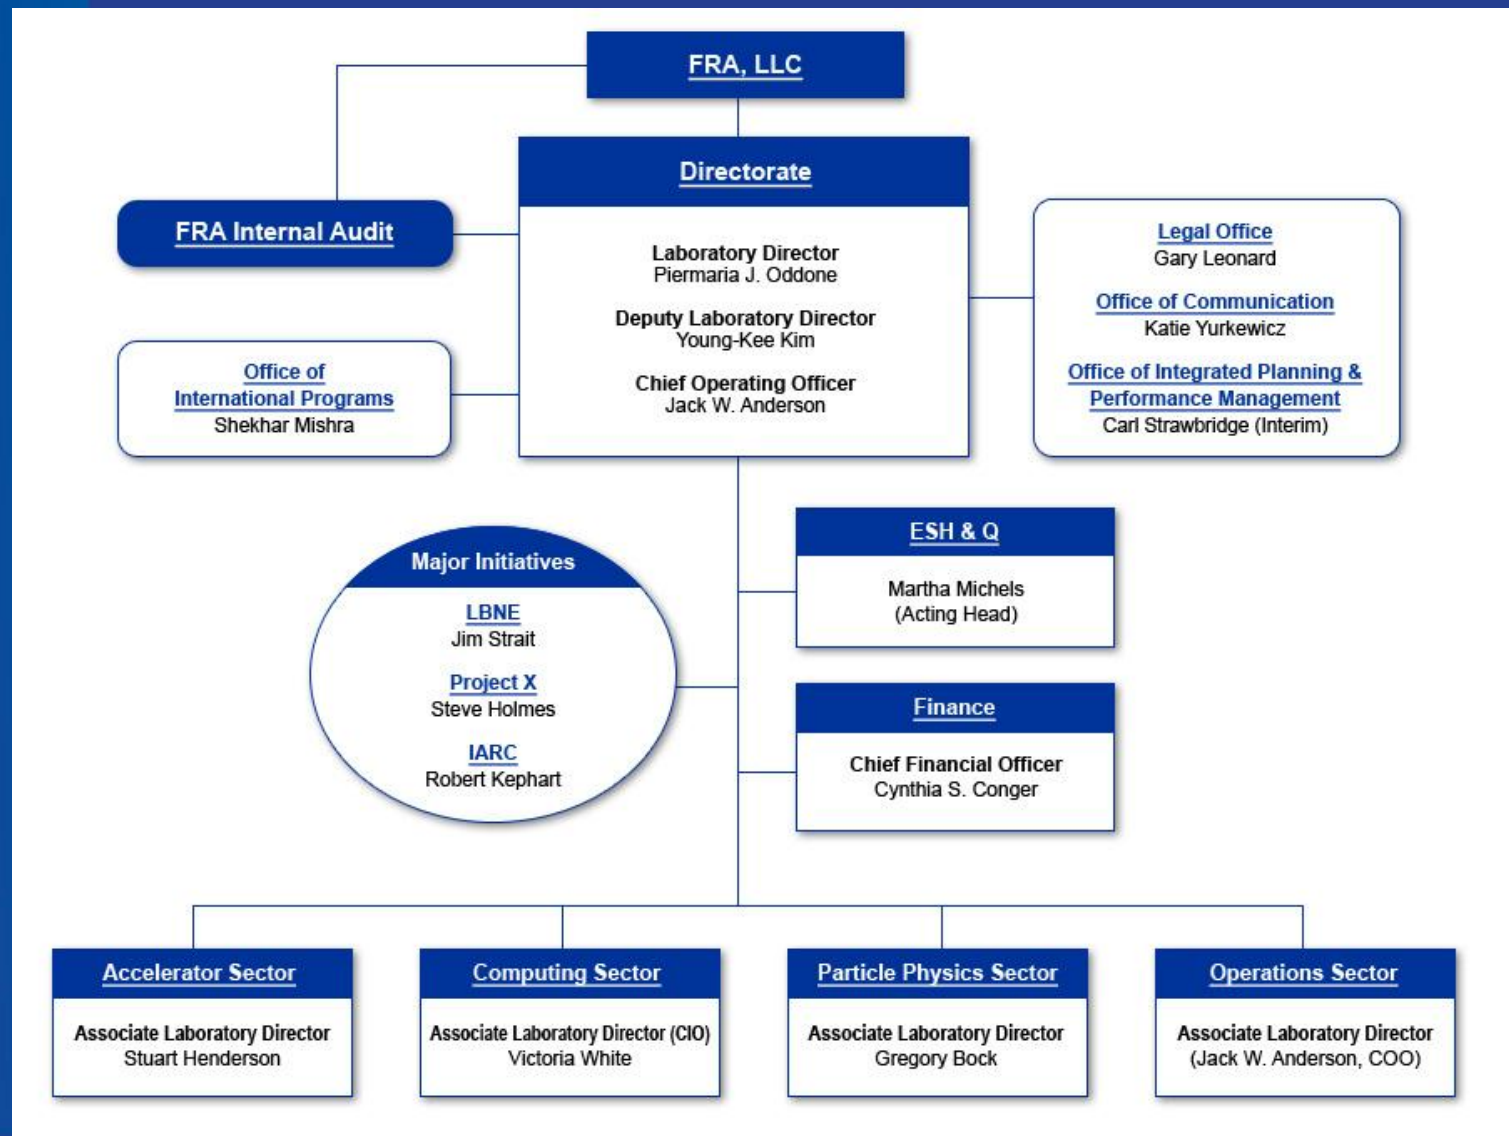 FRA, LLC
Directorate
Laboratory Director
Piermaria J. Oddone
Deputy Laboratory Director
Young-Kee Kim
Chief Operating Officer
Jack W. Anderson
FRA Internal Audit
Office of
International Programs
Shekhar Mishra
Legal Office
Gary Leonard
Office of Communication
Katie Yurkewicz
Office of Integrated Planning &
Performance Management
Carl Strawbridge (Interim)
Major Initiatives
LBNE
Jim Strait
Project X
Steve Holmes
IARC
Robert Kephart
ESH & Q
Martha Michels
(Acting Head)
Finance
Chief Financial Officer
Cynthia S. Conger
Accelerator Sector
Associate Laboratory Director
Stuart Henderson
Computing Sector
Associate Laboratory Director (CIO)
Victoria White
Particle Physics Sector
Associate Laboratory Director
Gregory Bock
Operations Sector
Associate Laboratory Director
(Jack W. Anderson, COO)